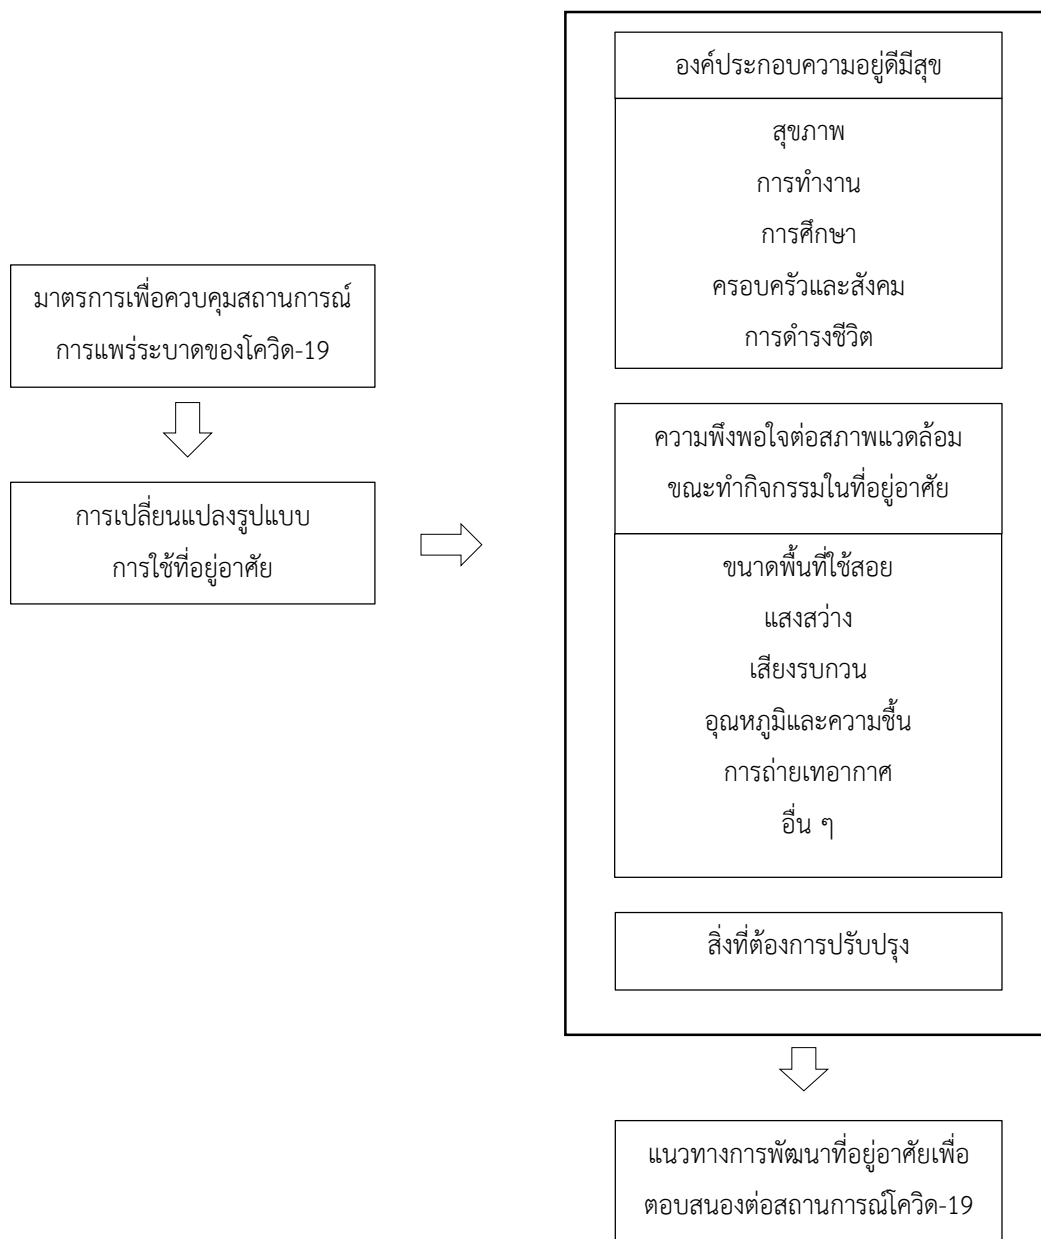 มาตรการเพื่อควบคุมสถานการณ์
การแพร่ระบาดของโควิด-19
การเปลี่ยนแปลงรูปแบบ
การใช้ที่อยู่อาศัย
องค์ประกอบความอยู่ดีมีสุข
สุขภาพ
การทำงาน
การศึกษา
ครอบครัวและสังคม
การดำรงชีวิต
ความพึงพอใจต่อสภาพแวดล้อม
ขณะทำกิจกรรมในที่อยู่อาศัย
ขนาดพื้นที่ใช้สอย
แสงสว่าง
เสียงรบกวน
อุณหภูมิและความชื้น
การถ่ายเทอากาศ
อื่น ๆ
สิ่งที่ต้องการปรับปรุง
แนวทางการพัฒนาที่อยู่อาศัยเพื่อ
ตอบสนองต่อสถานการณ์โควิด-19